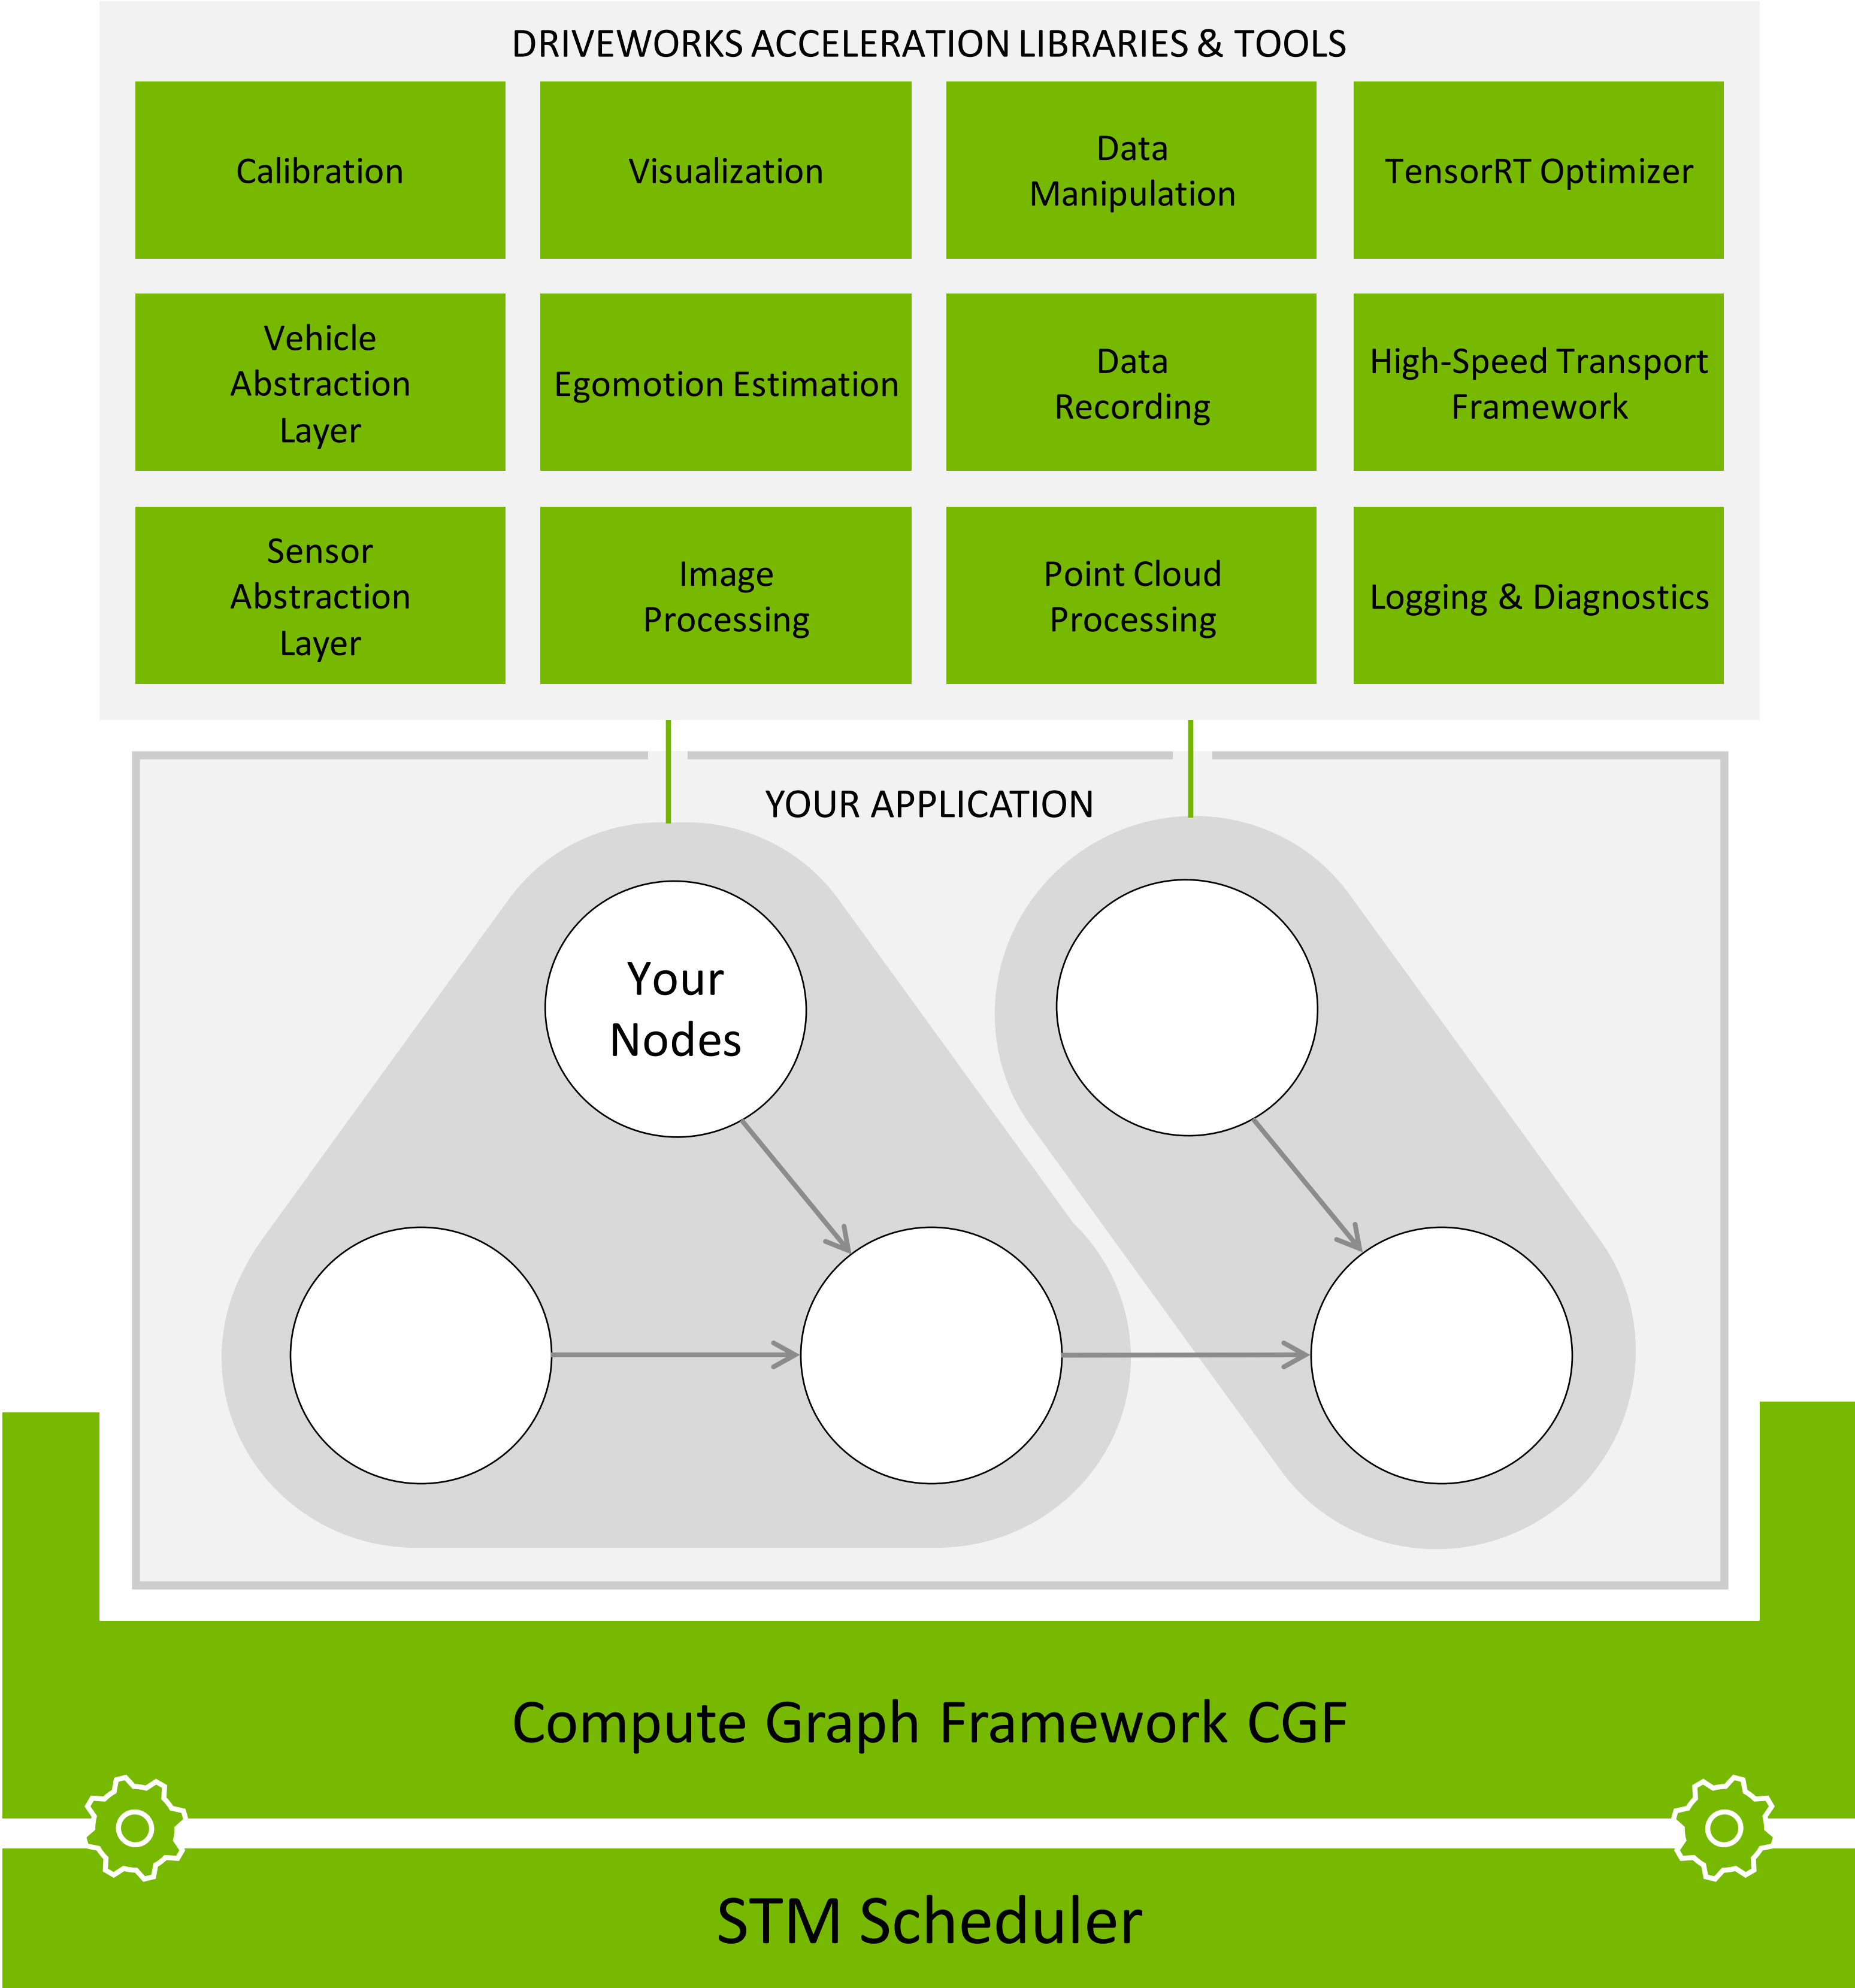 DRIVEWORKS ACCELERATION LIBRARIES & TOOLS
Calibration
Visualization
Data
Manipulation
TensorRT Optimizer
Vehicle
Abstraction
Layer
Egomotion Estimation
Data
Recording
High-Speed Transport
Framework
Sensor
Abstraction
Layer
Image
Processing
Point Cloud
Processing
Logging & Diagnostics
YOUR APPLICATION
Your
Nodes
Compute Graph Framework CGF
STM Scheduler